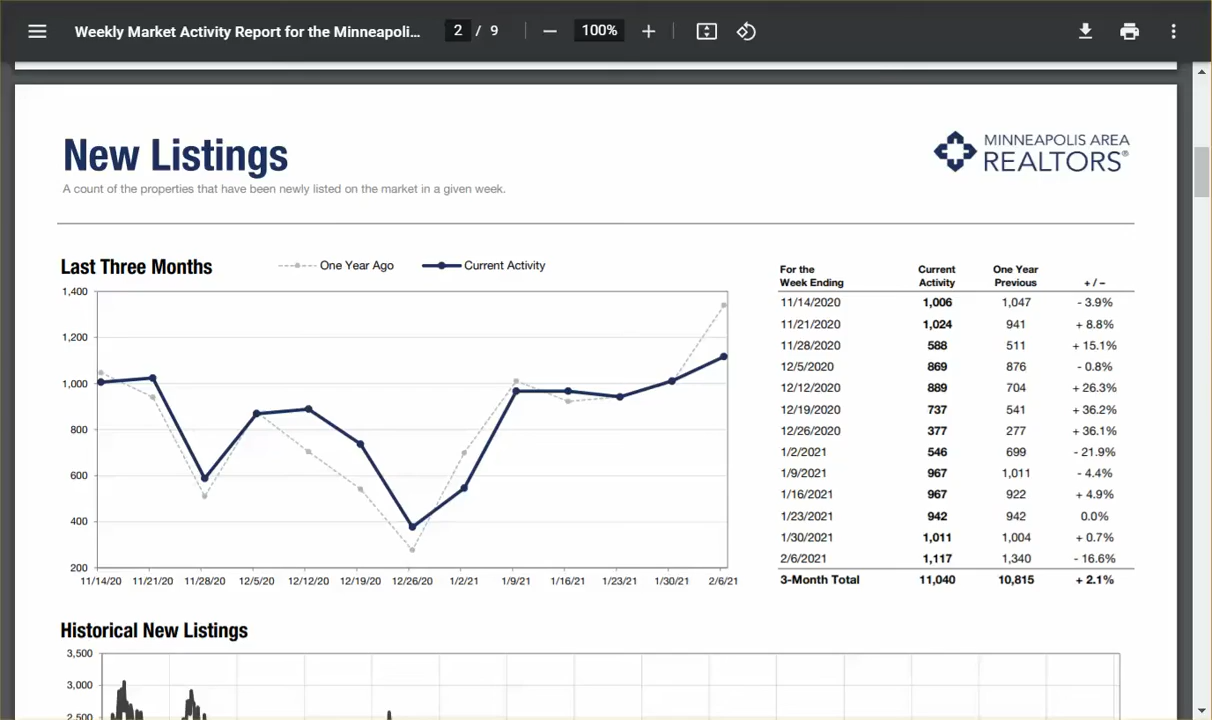 Weekly Market Activity Report for the Minneapoli... 2 / 9 100%
New Listings
MINNEAPOLIS AREA
REALTORS®
A count of the properties that have been newly listed on the market in a given week.
Last Three Months
One Year Ago Current Activity
1,400
1,200
1,000
800
600
400
200
11/14/20 11/21/20 11/28/20 12/5/20 12/12/20 12/19/20 12/26/20 1/2/21 1/9/21 1/16/21 1/23/21 1/30/21 2/6/21
For the Current One Year
Week Ending Activity Previous + / –
11/14/2020 1,006 1,047 - 3.9%
11/21/2020 1,024 941 + 8.8%
11/28/2020 588 511 + 15.1%
12/5/2020 869 876 - 0.8%
12/12/2020 889 704 + 26.3%
12/19/2020 737 541 + 36.2%
12/26/2020 377 277 + 36.1%
1/2/2021 546 699 - 21.9%
1/9/2021 967 1,011 - 4.4%
1/16/2021 967 922 + 4.9%
1/23/2021 942 942 0.0%
1/30/2021 1,011 1,004 + 0.7%
2/6/2021 1,117 1,340 - 16.6%
3-Month Total 11,040 10,815 + 2.1%
Historical New Listings
3,500
3,000
2,500